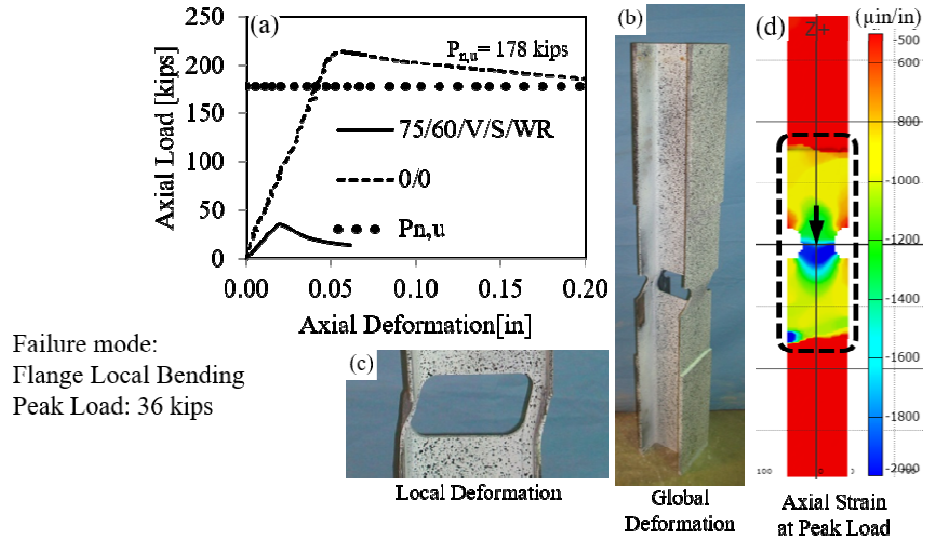 (a)
Axial Load [kips]
250
200
150
100
50
0
Pn,u= 178 kips
75/60/V/S/WR
0/0
Pn,u
0.00 0.05 0.10 0.15 0.20
Axial Deformation[in]
Failure mode:
Flange Local Bending
Peak Load: 36 kips
(c)
Local Deformation
(b)
Global
Deformation
(d)
Z+
(µin/in)
-500
-600
-800
-1000
-1200
-1400
-1600
-1800
-2000
100
0
Axial Strain
at Peak Load